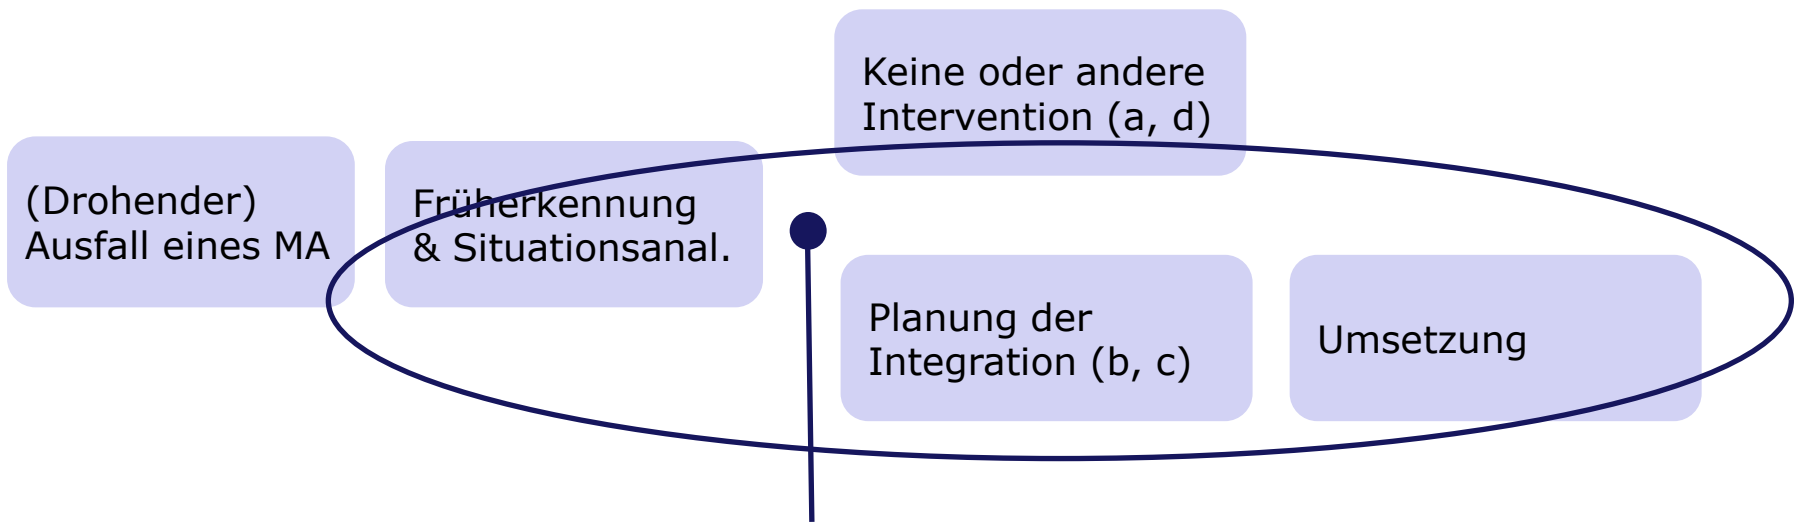 (Drohender)
Ausfall eines MA
Früherkennung
& Situationsanal.
Keine oder andere
Intervention (a, d)
Planung der
Integration (b, c)
Umsetzung